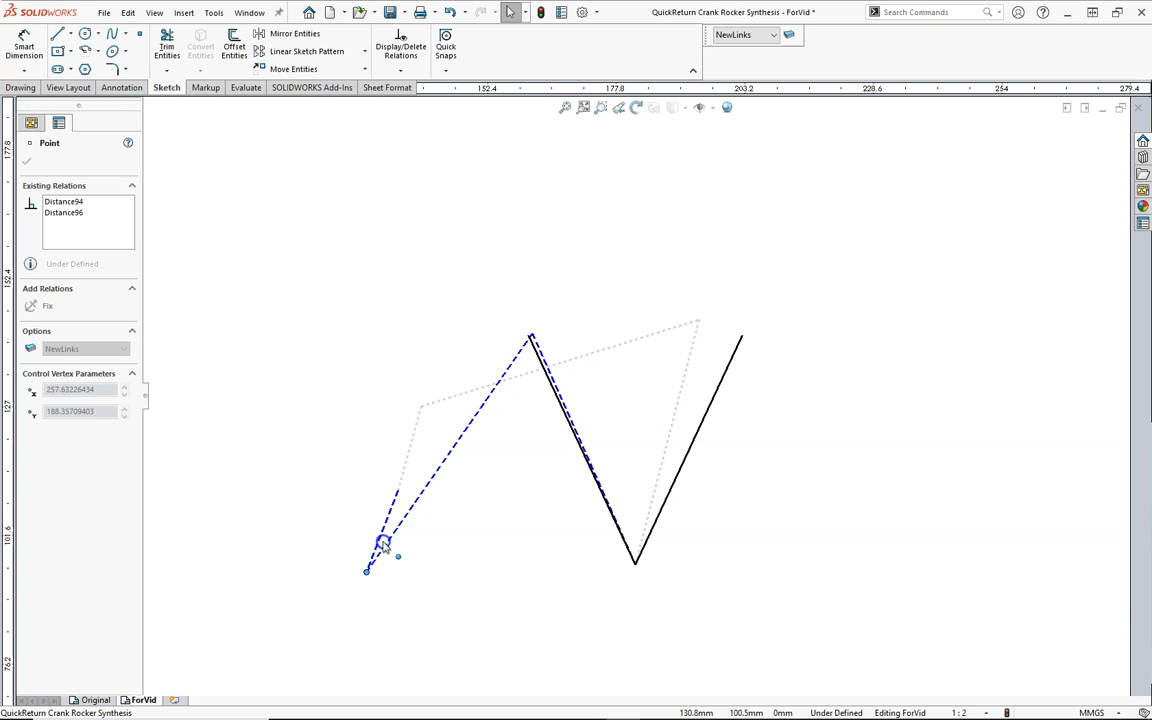 SOLIDWORKS
File
Edit
View
Insert
Tools
Window
QuickReturn Crank Rocker Synthesis - ForVid *
Search Commands
Smart
Dimension
Trim
Entities
Convert
Entities
Offset
Entities
Mirror Entities
Linear Sketch Pattern
Move Entities
Display/Delete
Relations
Quick
Snaps
NewLinks
Drawing
View Layout
Annotation
Sketch
Markup
Evaluate
SOLIDWORKS Add-Ins
Sheet Format
152.4
177.8
203.2
228.6
254
279.4
Point
Existing Relations
Distance94
Distance96
Under Defined
Add Relations
Fix
Options
NewLinks
Control Vertex Parameters
257.63226434
188.35709403
177.8
152.4
127
101.6
76.2
Original
ForVid
QuickReturn Crank Rocker Synthesis
130.8mm
100.5mm
0mm
Under Defined
Editing ForVid
1 : 2
MMGS